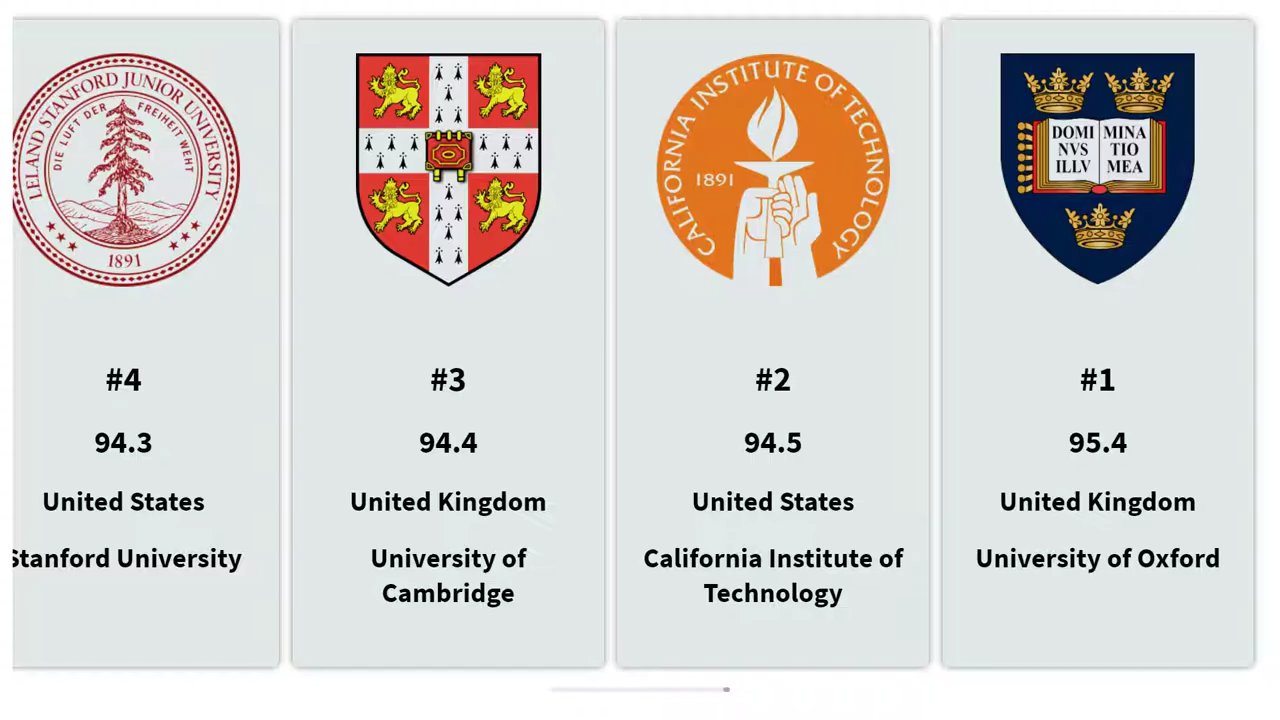 LELAND STANFORD JUNIOR UNIVERSITY
DIE LUFT DER FREIHEIT WEHT
1891
#4
94.3
United States
Stanford University
#3
94.4
United Kingdom
University of
Cambridge
CALIFORNIA INSTITUTE OF TECHNOLOGY
1891
#2
94.5
United States
California Institute of
Technology
DOMI MINA
NVS TIO
ILLV MEA
#1
95.4
United Kingdom
University of Oxford